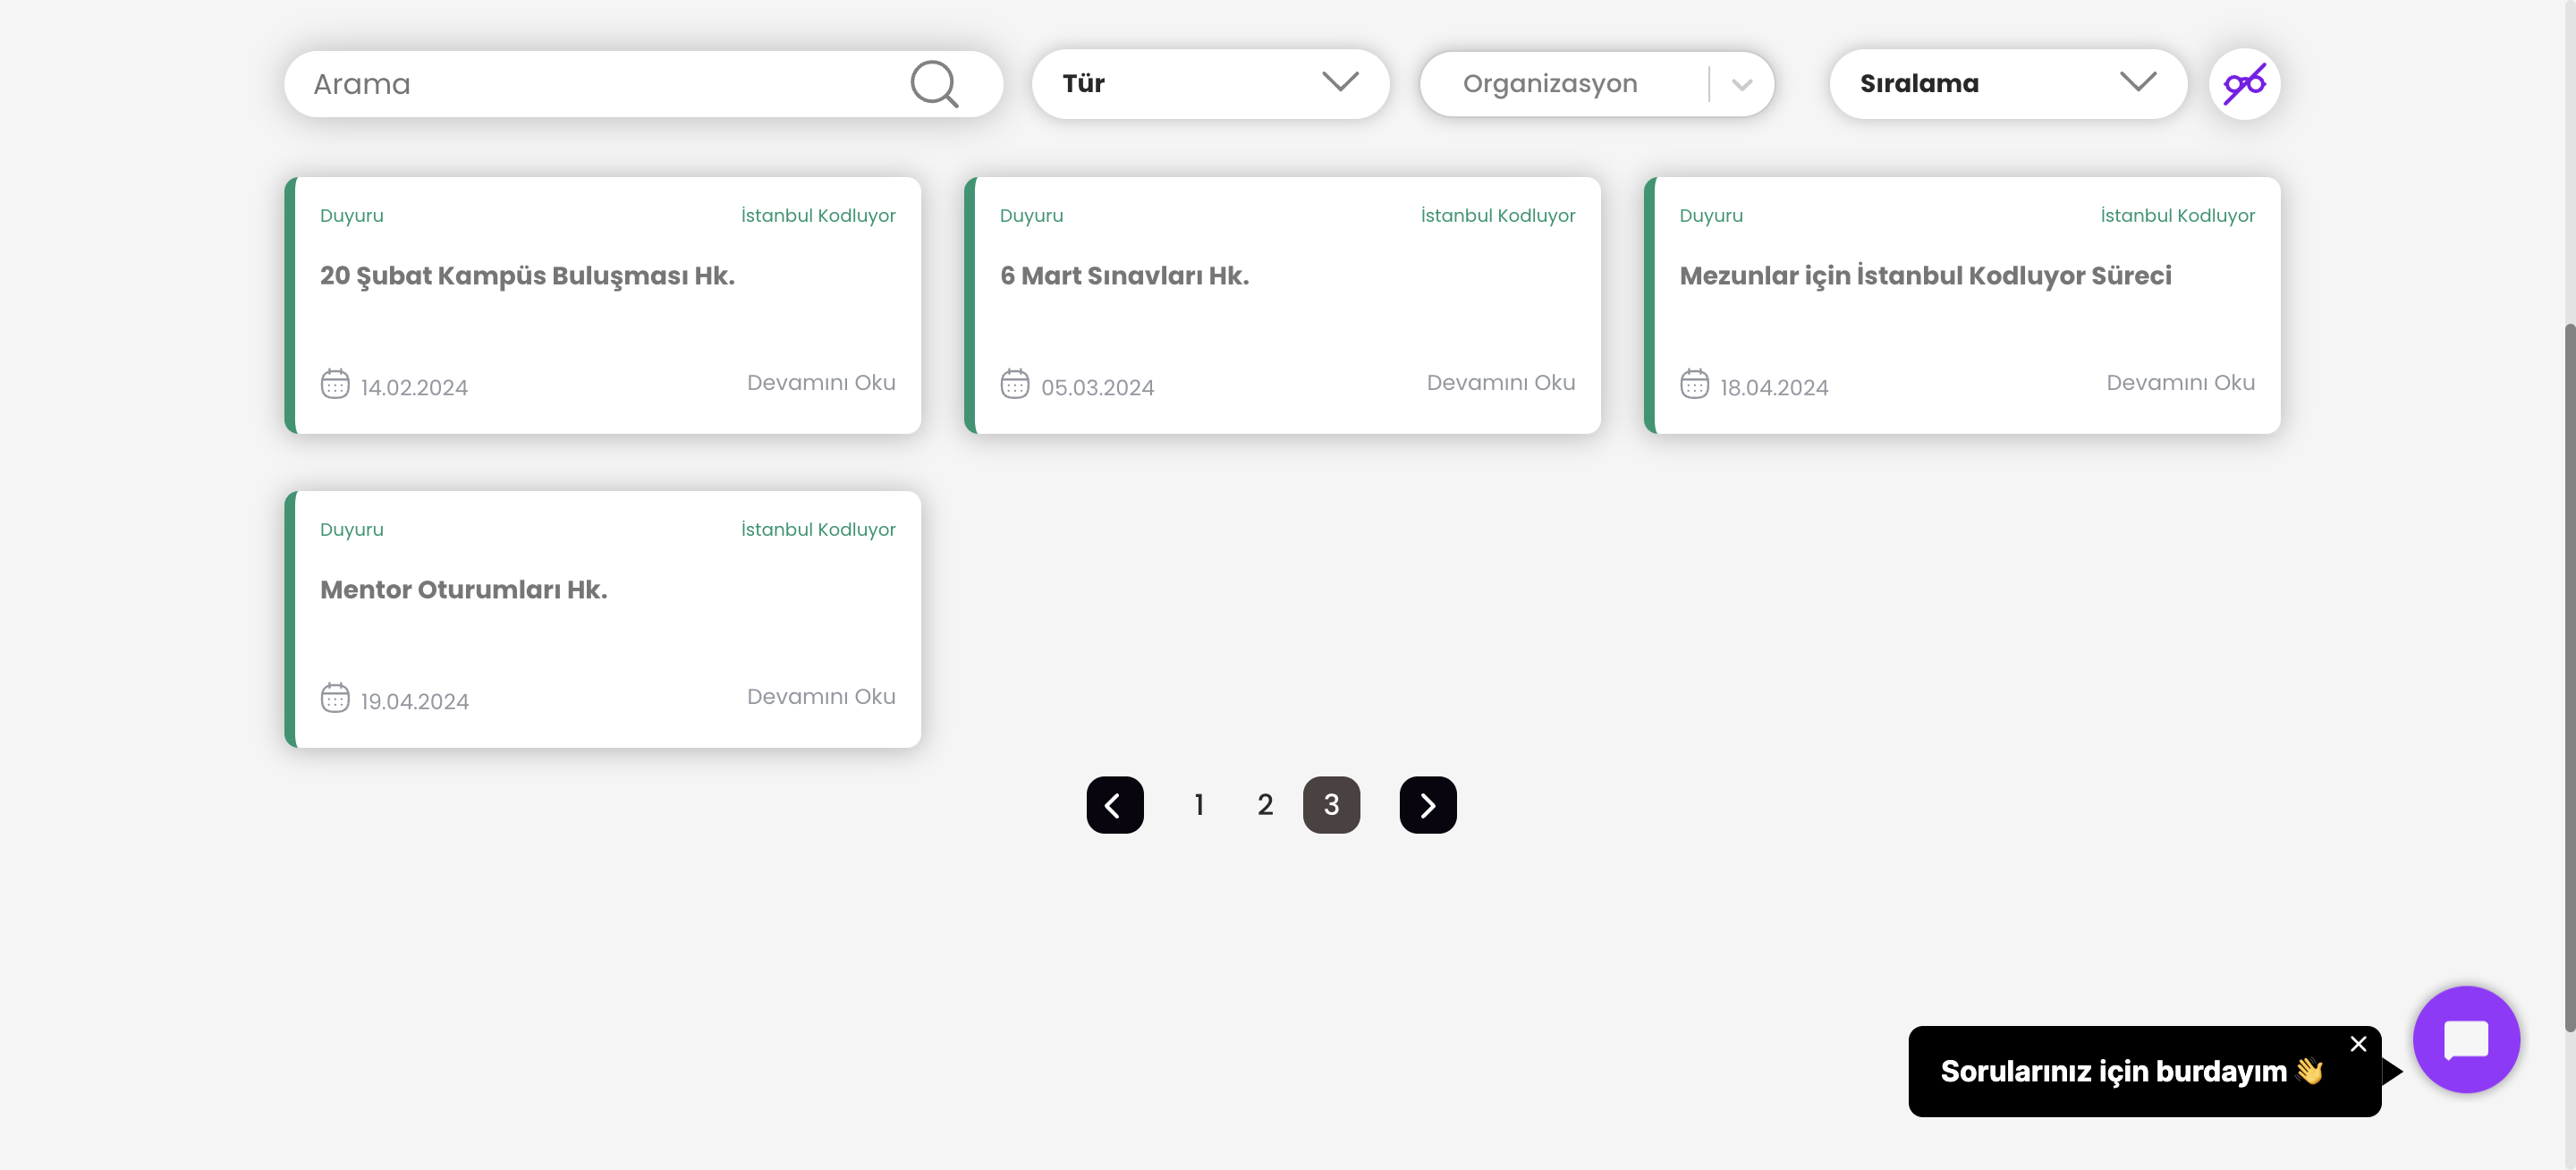 Arama
Tür
Organizasyon
Sıralama
Duyuru
İstanbul Kodluyor
20 Şubat Kampüs Buluşması Hk.
14.02.2024
Devamını Oku
Duyuru
İstanbul Kodluyor
6 Mart Sınavları Hk.
05.03.2024
Devamını Oku
Duyuru
İstanbul Kodluyor
Mezunlar için İstanbul Kodluyor Süreci
18.04.2024
Devamını Oku
Duyuru
İstanbul Kodluyor
Mentor Oturumları Hk.
19.04.2024
Devamını Oku
1 2 3
Sorularınız için burdayım 👋